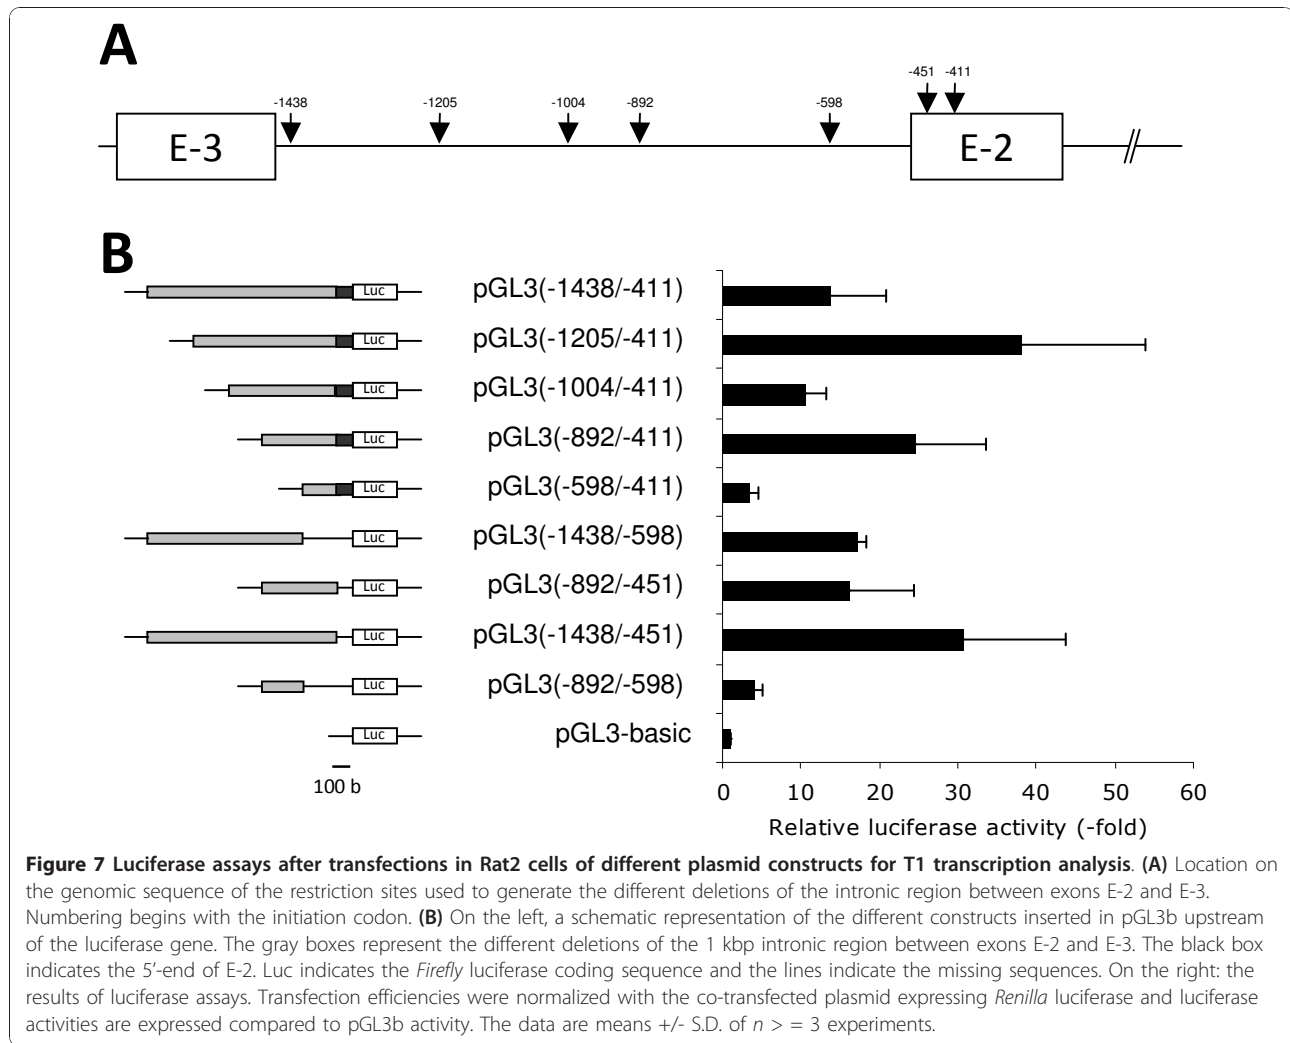 A
-1438
-1205
-1004
-892
-598
-451
-411
E-3
E-2
B
Luc
pGL3(-1438/-411)
Luc
pGL3(-1205/-411)
Luc
pGL3(-1004/-411)
Luc
pGL3(-892/-411)
Luc
pGL3(-598/-411)
Luc
pGL3(-1438/-598)
Luc
pGL3(-892/-451)
Luc
pGL3(-1438/-451)
Luc
pGL3(-892/-598)
Luc
pGL3-basic
100 b
0 10 20 30 40 50 60
Relative luciferase activity (-fold)
Figure 7 Luciferase assays after transfections in Rat2 cells of different plasmid constructs for T1 transcription analysis. (A) Location on
the genomic sequence of the restriction sites used to generate the different deletions of the intronic region between exons E-2 and E-3.
Numbering begins with the initiation codon. (B) On the left, a schematic representation of the different constructs inserted in pGL3b upstream
of the luciferase gene. The gray boxes represent the different deletions of the 1 kbp intronic region between exons E-2 and E-3. The black box
indicates the 5'-end of E-2. Luc indicates the Firefly luciferase coding sequence and the lines indicate the missing sequences. On the right: the
results of luciferase assays. Transfection efficiencies were normalized with the co-transfected plasmid expressing Renilla luciferase and luciferase
activities are expressed compared to pGL3b activity. The data are means +/- S.D. of n > = 3 experiments.